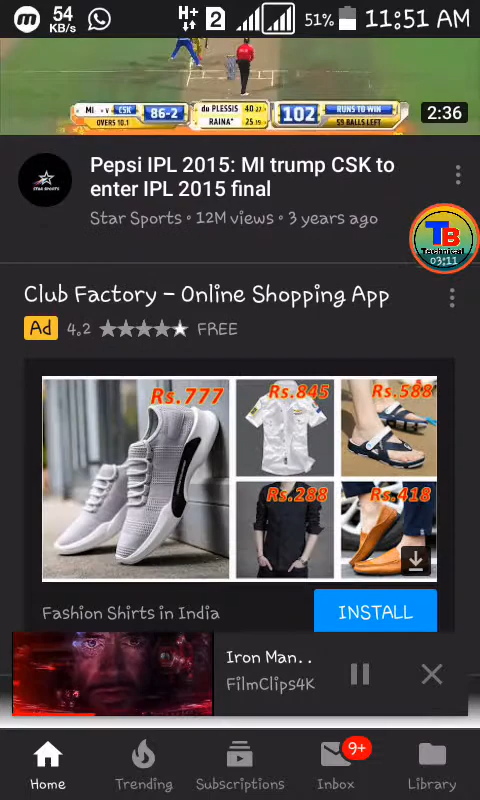 54
KB/s
H+
2
51%
11:51 AM
MI v CSK
86-2
OVERS 10.1
du PLESSIS 40 27
RAINA* 25 19
102
RUNS TO WIN
59 BALLS LEFT
2:36
STAR SPORTS
Pepsi IPL 2015: MI trump CSK to
enter IPL 2015 final
Star Sports • 12M views • 3 years ago
TB
Technical
03:11
Club Factory – Online Shopping App
Ad 4.2 FREE
Rs.777
Rs.845
Rs.588
Rs.288
Rs.418
Fashion Shirts in India
INSTALL
Iron Man..
FilmClips4K
9+
Home
Trending
Subscriptions
Inbox
Library